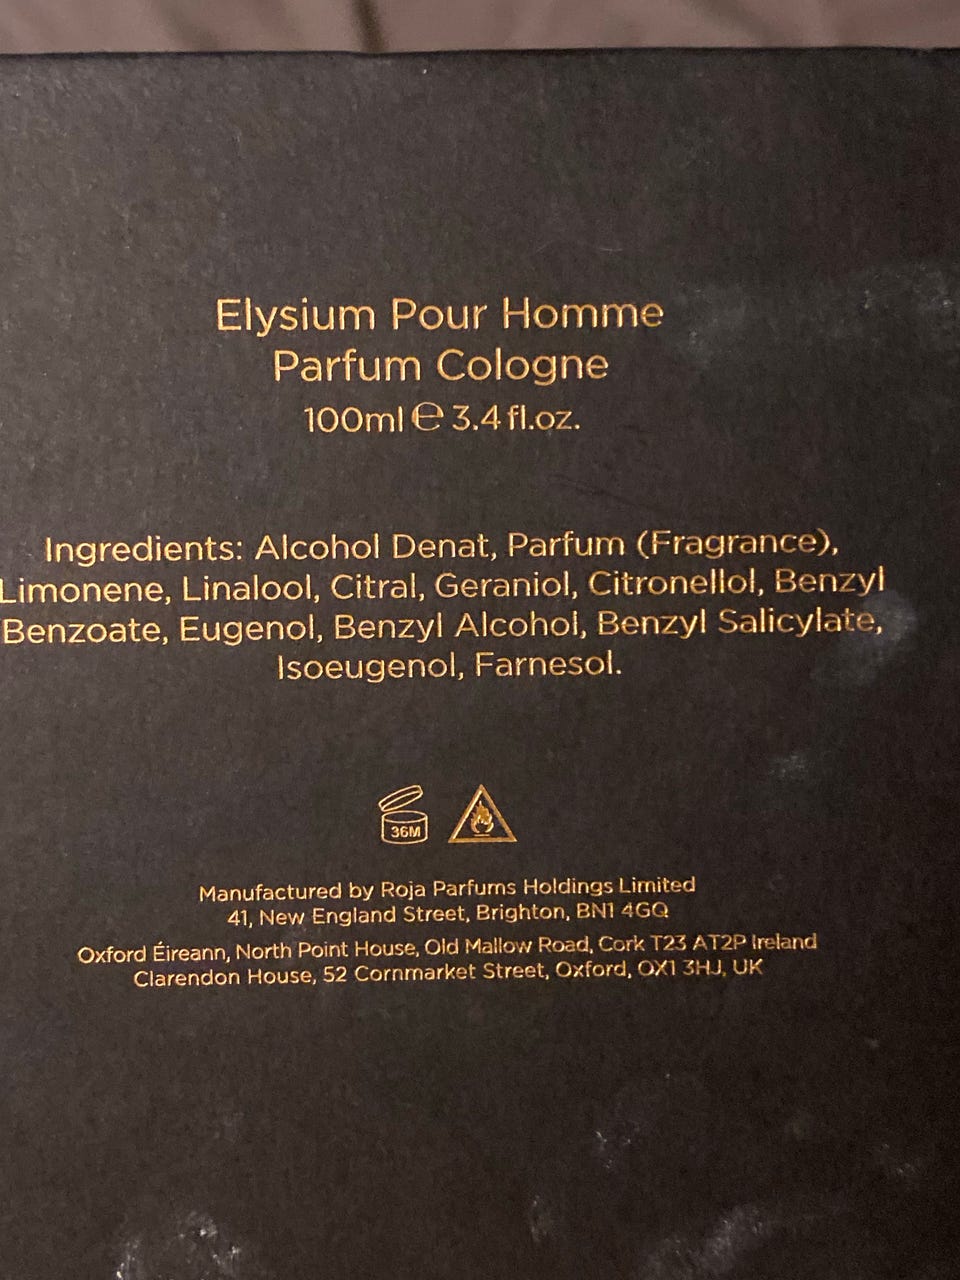 Elysium Pour Homme
Parfum Cologne
100ml ℮ 3.4 fl.oz.
Ingredients: Alcohol Denat, Parfum (Fragrance),
Limonene, Linalool, Citral, Geraniol, Citronellol, Benzyl
Benzoate, Eugenol, Benzyl Alcohol, Benzyl Salicylate,
Isoeugenol, Farnesol.
36M
Manufactured by Roja Parfums Holdings Limited
41, New England Street, Brighton, BN1 4GQ
Oxford Éireann, North Point House, Old Mallow Road, Cork T23 AT2P Ireland
Clarendon House, 52 Cornmarket Street, Oxford, OX1 3HJ, UK